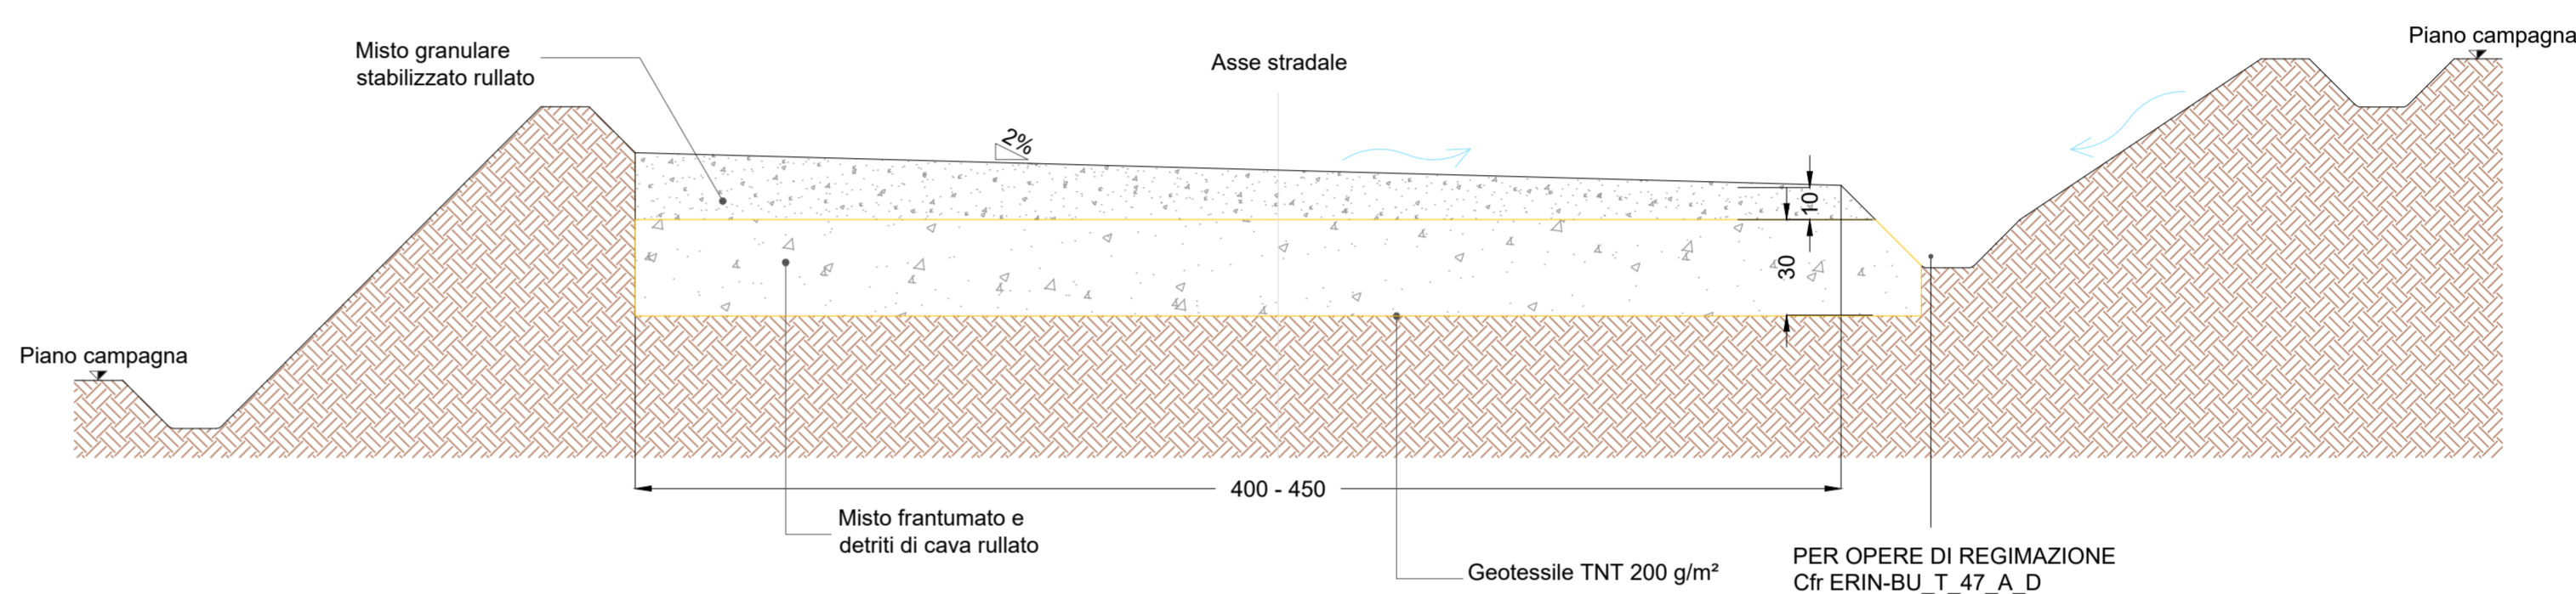 Piano campagna
Misto granulare
stabilizzato rullato
Asse stradale
2%
10
30
Piano campagna
400 - 450
Misto frantumato e
detriti di cava rullato
Geotessile TNT 200 g/m²
PER OPERE DI REGIMAZIONE
Cfr ERIN-BU_T_47_A_D